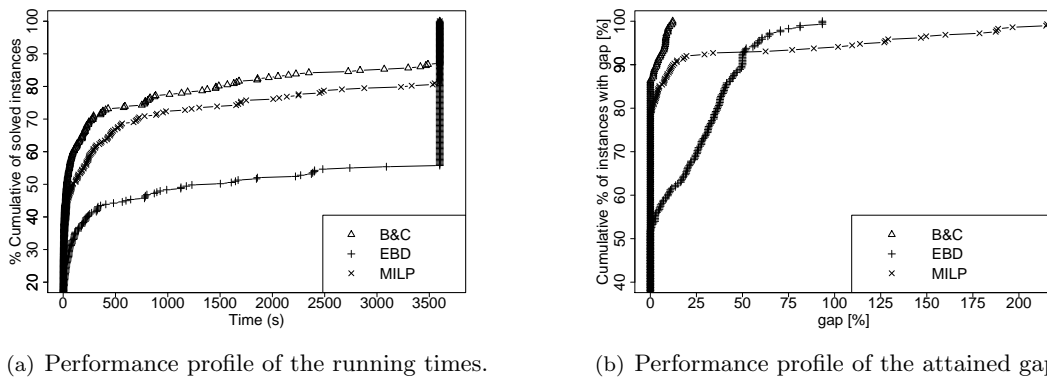 % Cumulative of solved instances
100
90
80
70
60
50
40
30
20
0 500 1000 1500 2000 2500 3000 3500
Time (s)
B&C
EBD
MILP
(a) Performance profile of the running times.
Cumulative % of instances with gap [%]
100
90
80
70
60
50
40
0 25 50 75 100 125 150 175 200
gap [%]
B&C
EBD
MILP
(b) Performance profile of the attained gap